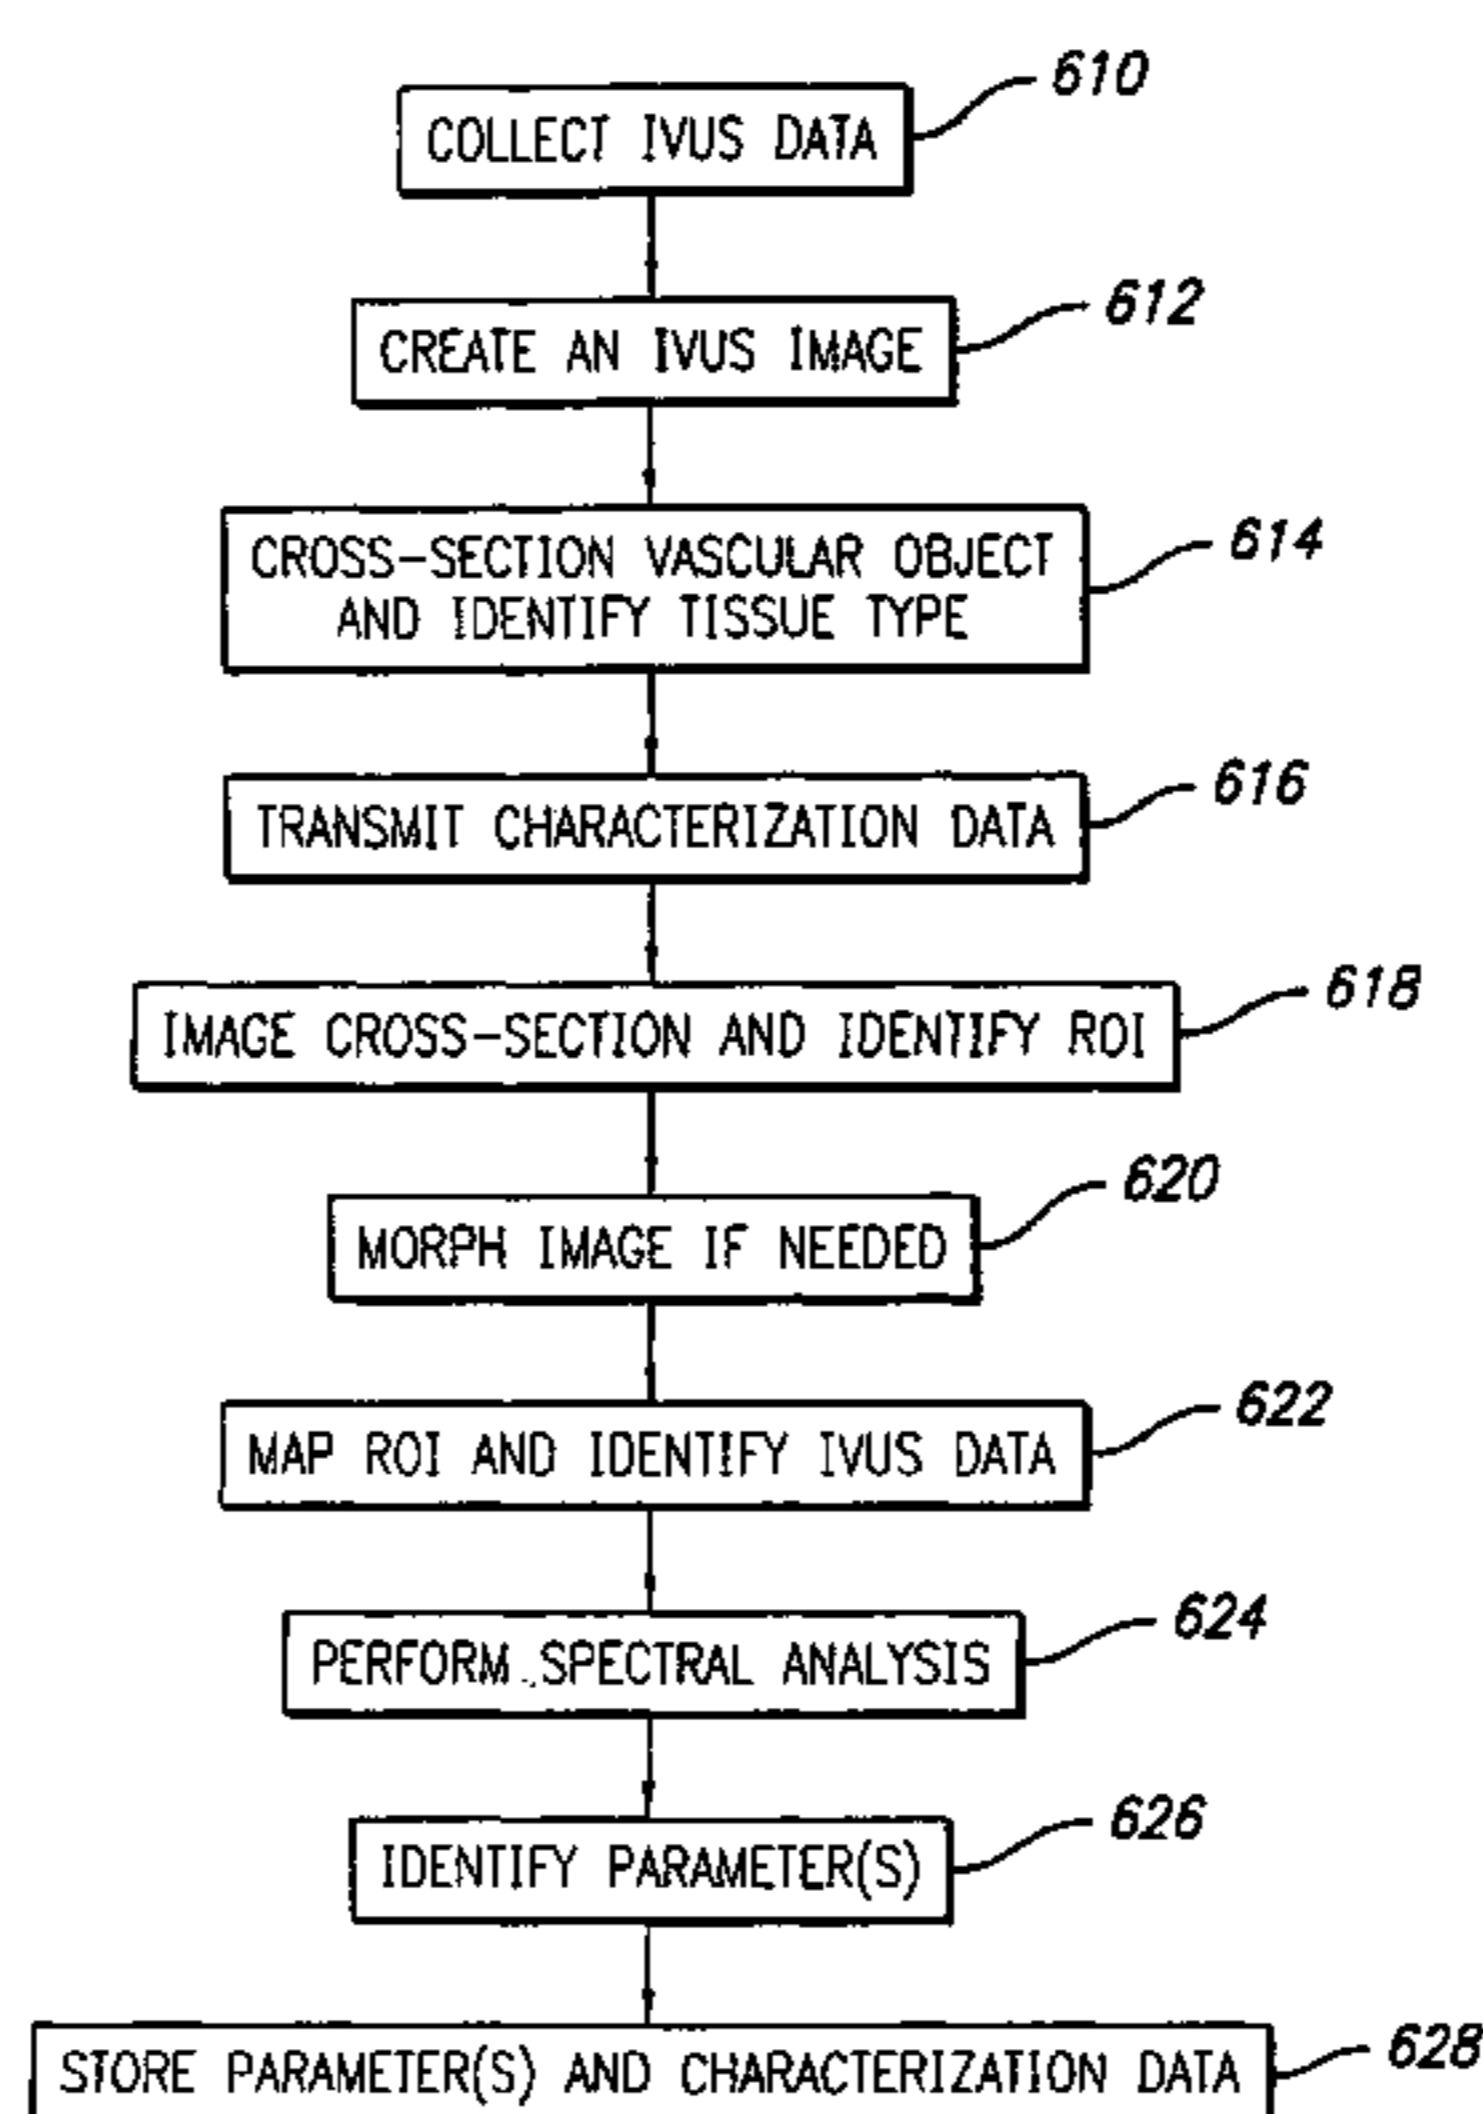 610
COLLECT IVUS DATA
612
CREATE AN IVUS IMAGE
614
CROSS-SECTION VASCULAR OBJECT
AND IDENTIFY TISSUE TYPE
616
TRANSMIT CHARACTERIZATION DATA
618
IMAGE CROSS-SECTION AND IDENTIFY ROI
620
MORPH IMAGE IF NEEDED
622
MAP ROI AND IDENTIFY IVUS DATA
624
PERFORM SPECTRAL ANALYSIS
626
IDENTIFY PARAMETER(S)
628
STORE PARAMETER(S) AND CHARACTERIZATION DATA